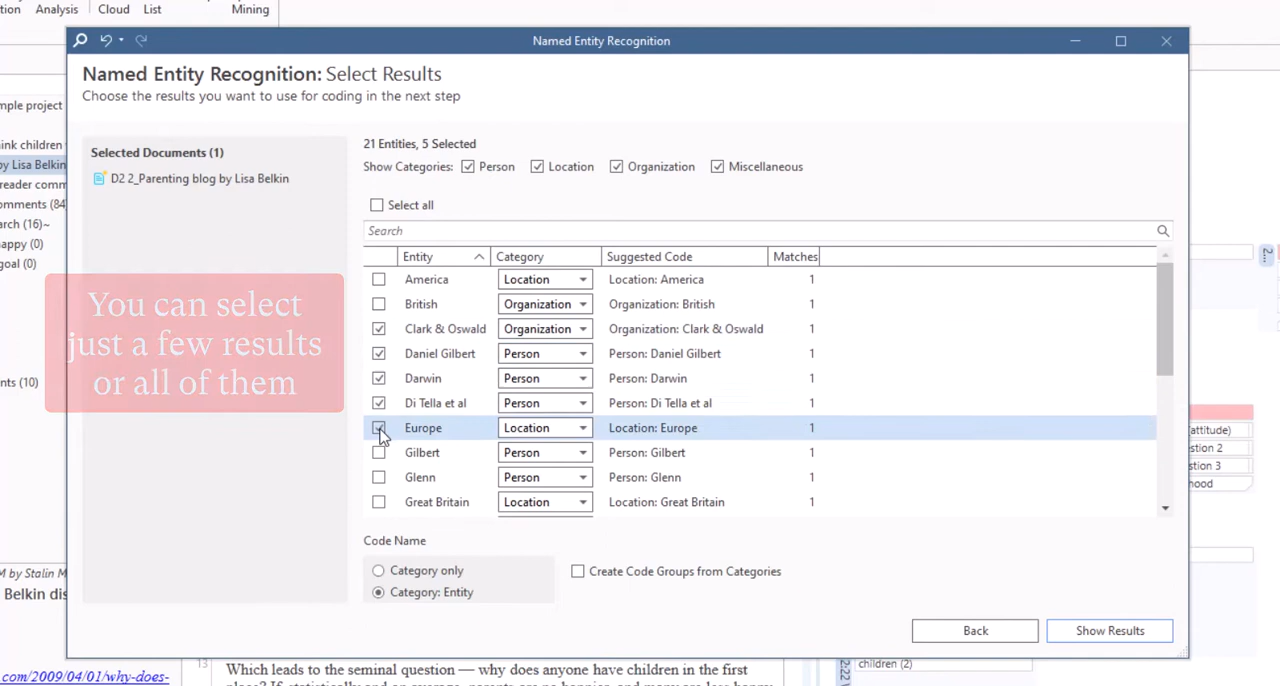 tion Analysis Cloud List Mining
Named Entity Recognition
Named Entity Recognition: Select Results
Choose the results you want to use for coding in the next step
mple project
think children
by Lisa Belkin
reader comm
omments (84)
arch (16)~
appy (0)
goal (0)
nts (10)
Selected Documents (1)
D2 2_Parenting blog by Lisa Belkin
You can select
just a few results
or all of them
21 Entities, 5 Selected
Show Categories: Person Location Organization Miscellaneous
Select all
Search
Entity Category Suggested Code Matches
America Location Location: America 1
British Organization Organization: British 1
Clark & Oswald Organization Organization: Clark & Oswald 1
Daniel Gilbert Person Person: Daniel Gilbert 1
Darwin Person Person: Darwin 1
Di Tella et al Person Person: Di Tella et al 1
Europe Location Location: Europe 1
Gilbert Person Person: Gilbert 1
Glenn Person Person: Glenn 1
Great Britain Location Location: Great Britain 1
Code Name
Category only
Category: Entity
Create Code Groups from Categories
Back Show Results
2...
attitude)
stion 2
stion 3
hood
M by Stalin M
Belkin dis
.com/2009/04/01/why-does-
13 Which leads to the seminal question — why does anyone have children in the first
children (2)